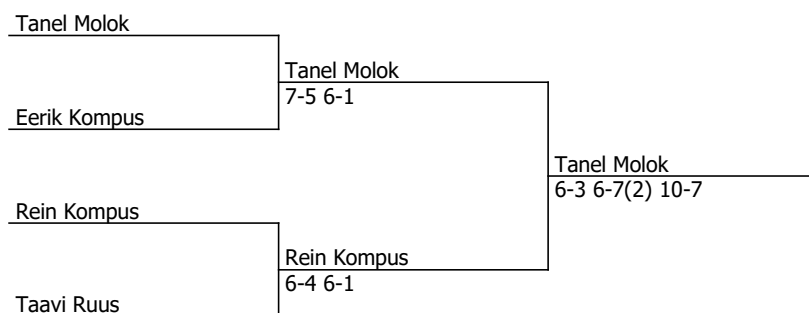 Tanel Molok
Tanel Molok
7-5 6-1
Eerik Kompus
Tanel Molok
6-3 6-7(2) 10-7
Rein Kompus
Rein Kompus
6-4 6-1
Taavi Ruus